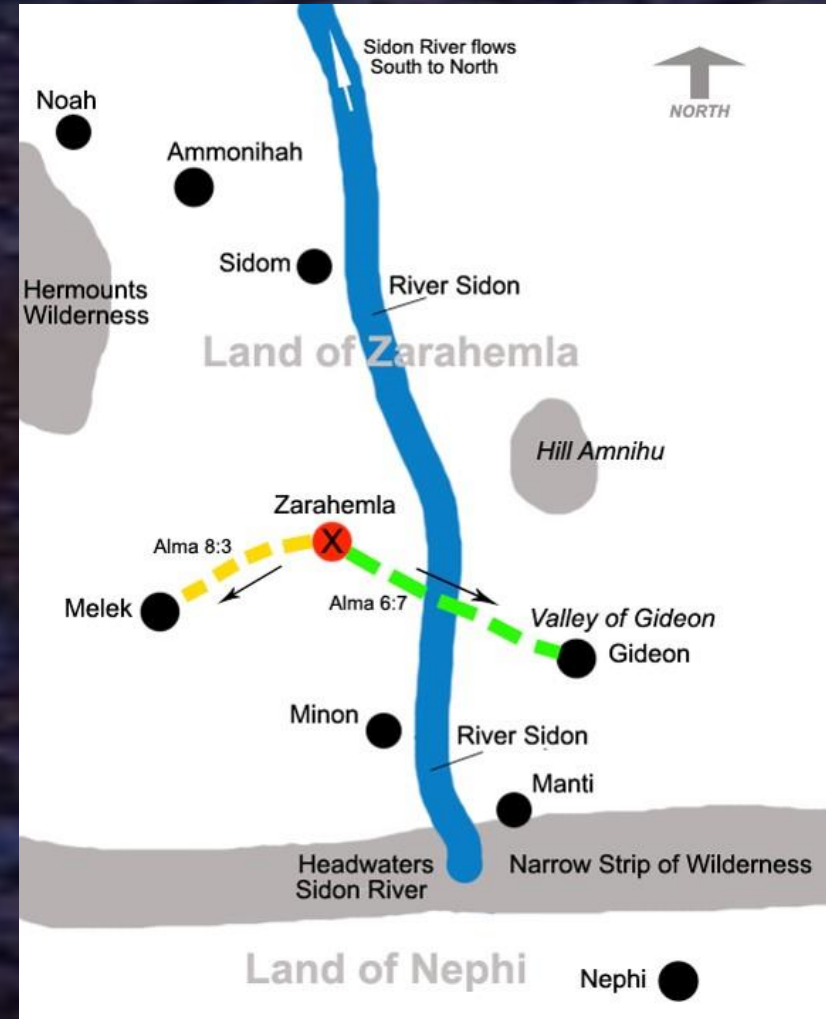 Sidon River flows
South to North
NORTH
Noah
Ammonihah
Sidom
River Sidon
Hermounts
Wilderness
Land of Zarahemla
Hill Amnihu
Zarahemla
X
Alma 8:3
Melek
Alma 6:7
Valley of Gideon
Gideon
Minon
River Sidon
Manti
Headwaters
Sidon River
Narrow Strip of Wilderness
Land of Nephi
Nephi